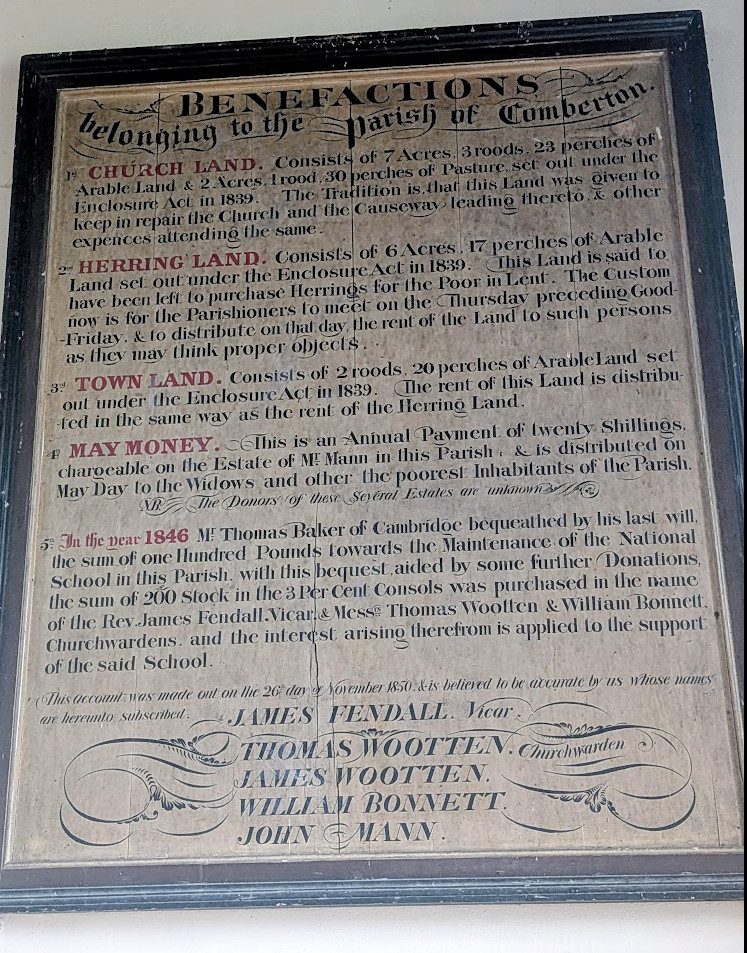 BENEFACTIONS
belonging to the Parish of Comberton.
1st CHURCH LAND. Consists of 7 Acres, 3 roods, 23 perches of
Arable Land & 2 Acres, 1 rood, 30 perches of Pasture, set out under the
Enclosure Act in 1839. The Tradition is, that this Land was given to
keep in repair the Church and the Causeway leading thereto, & other
expences attending the same.
2nd HERRING LAND. Consists of 6 Acres, 17 perches of Arable
Land set out under the Enclosure Act in 1839. This Land is said to
have been left to purchase Herrings for the Poor in Lent. The Custom
now is for the Parishioners to meet on the Thursday preceding Good-
-Friday, & to distribute on that day, the rent of the Land to such persons
as they may think proper objects.
3rd TOWN LAND. Consists of 2 roods, 20 perches of Arable Land set
out under the Enclosure Act in 1839. The rent of this Land is distribu-
-ted in the same way as the rent of the Herring Land.
4th MAY MONEY. This is an Annual Payment of twenty Shillings,
chargeable on the Estate of Mr Mann in this Parish, & is distributed on
May Day to the Widows and other the poorest Inhabitants of the Parish.
NB The Donors of these Several Estates are unknown
5th In the year 1846 Mr Thomas Baker of Cambridge bequeathed by his last will,
the sum of one Hundred Pounds towards the Maintenance of the National
School in this Parish, with this bequest, aided by some further Donations,
the sum of 200 Stock in the 3 Per Cent Consols was purchased in the name
of the Rev. James Fendall, Vicar, & Messrs Thomas Wootten & William Bonnett,
Churchwardens, and the interest arising therefrom is applied to the support
of the said School.
This account was made out on the 26th day of November 1850, & is believed to be accurate by us whose names
are hereunto subscribed. JAMES FENDALL. Vicar.
THOMAS WOOTTEN. Churchwarden
JAMES WOOTTEN.
WILLIAM BONNETT.
JOHN MANN.